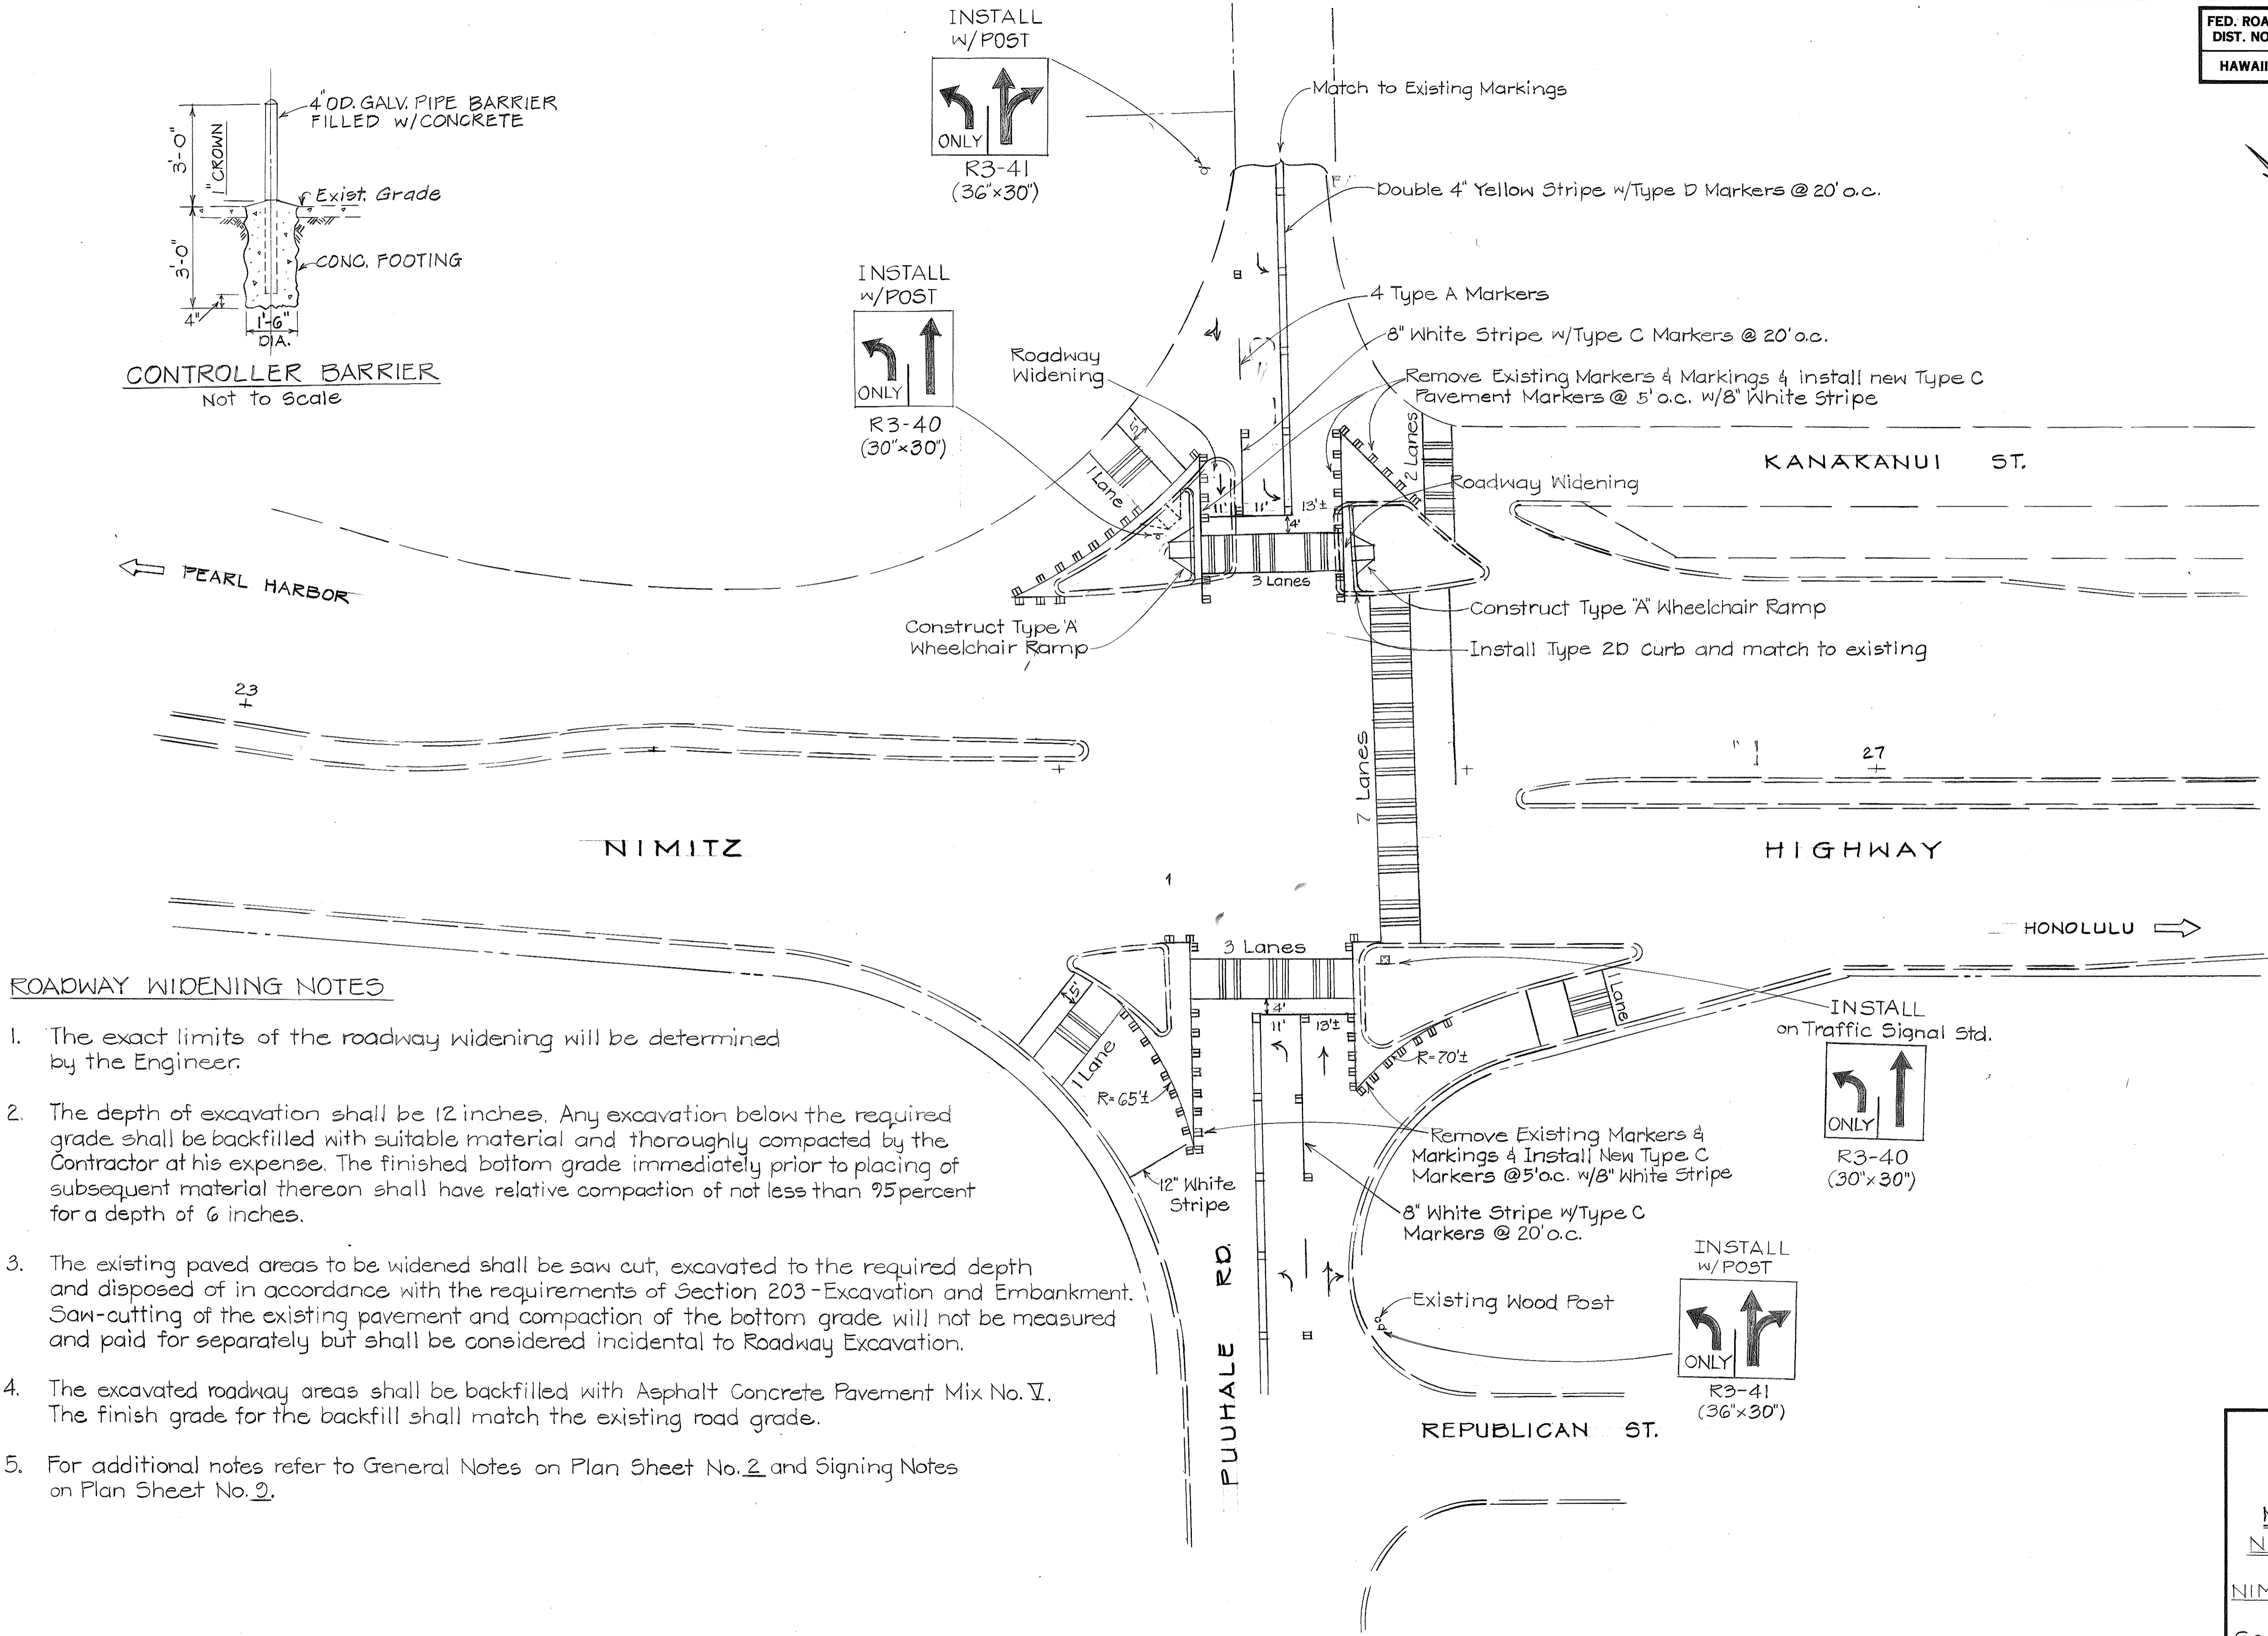 FED. ROA
DIST. NO
HAWAII
INSTALL
W/POST
ONLY
R3-41
(36"x30")
Match to Existing Markings
Double 4" Yellow Stripe w/Type D Markers @ 20' o.c.
4" OD. GALV. PIPE BARRIER
FILLED w/CONCRETE
3'-0"
1" CROWN
Exist. Grade
3'-0"
CONC. FOOTING
4"
1'-6"
DIA.
CONTROLLER BARRIER
Not to Scale
INSTALL
W/POST
ONLY
R3-40
(30"x30")
Roadway
Widening
4 Type A Markers
8" White Stripe w/Type C Markers @ 20' o.c.
Remove Existing Markers & Markings & install new Type C
Pavement Markers @ 5' o.c. w/8" White Stripe
5'
1 Lane
2 Lanes
11'
11'
13'±
4'
3 Lanes
Roadway Widening
KANAKANUI ST.
PEARL HARBOR
Construct Type 'A'
Wheelchair Ramp
Construct Type "A" Wheelchair Ramp
Install Type 2D Curb and match to existing
23
27
7 Lanes
NIMITZ
HIGHWAY
1
HONOLULU
3 Lanes
5'
1 Lane
R=65'±
4'
11'
13'±
R=70'±
1 Lane
12" White
Stripe
INSTALL
on Traffic Signal Std.
ONLY
R3-40
(30"x30")
Remove Existing Markers &
Markings & Install New Type C
Markers @5'o.c. w/8" White Stripe
8" White Stripe w/Type C
Markers @ 20' o.c.
INSTALL
w/POST
ONLY
R3-41
(36"x30")
Existing Wood Post
PUUHALE RD.
REPUBLICAN ST.
ROADWAY WIDENING NOTES
1. The exact limits of the roadway widening will be determined
by the Engineer.
2. The depth of excavation shall be 12 inches. Any excavation below the required
grade shall be backfilled with suitable material and thoroughly compacted by the
Contractor at his expense. The finished bottom grade immediately prior to placing of
subsequent material thereon shall have relative compaction of not less than 95 percent
for a depth of 6 inches.
3. The existing paved areas to be widened shall be saw cut, excavated to the required depth
and disposed of in accordance with the requirements of Section 203-Excavation and Embankment.
Saw-cutting of the existing pavement and compaction of the bottom grade will not be measured
and paid for separately but shall be considered incidental to Roadway Excavation.
4. The excavated roadway areas shall be backfilled with Asphalt Concrete Pavement Mix No. V.
The finish grade for the backfill shall match the existing road grade.
5. For additional notes refer to General Notes on Plan Sheet No. 2 and Signing Notes
on Plan Sheet No. 9.
NIM